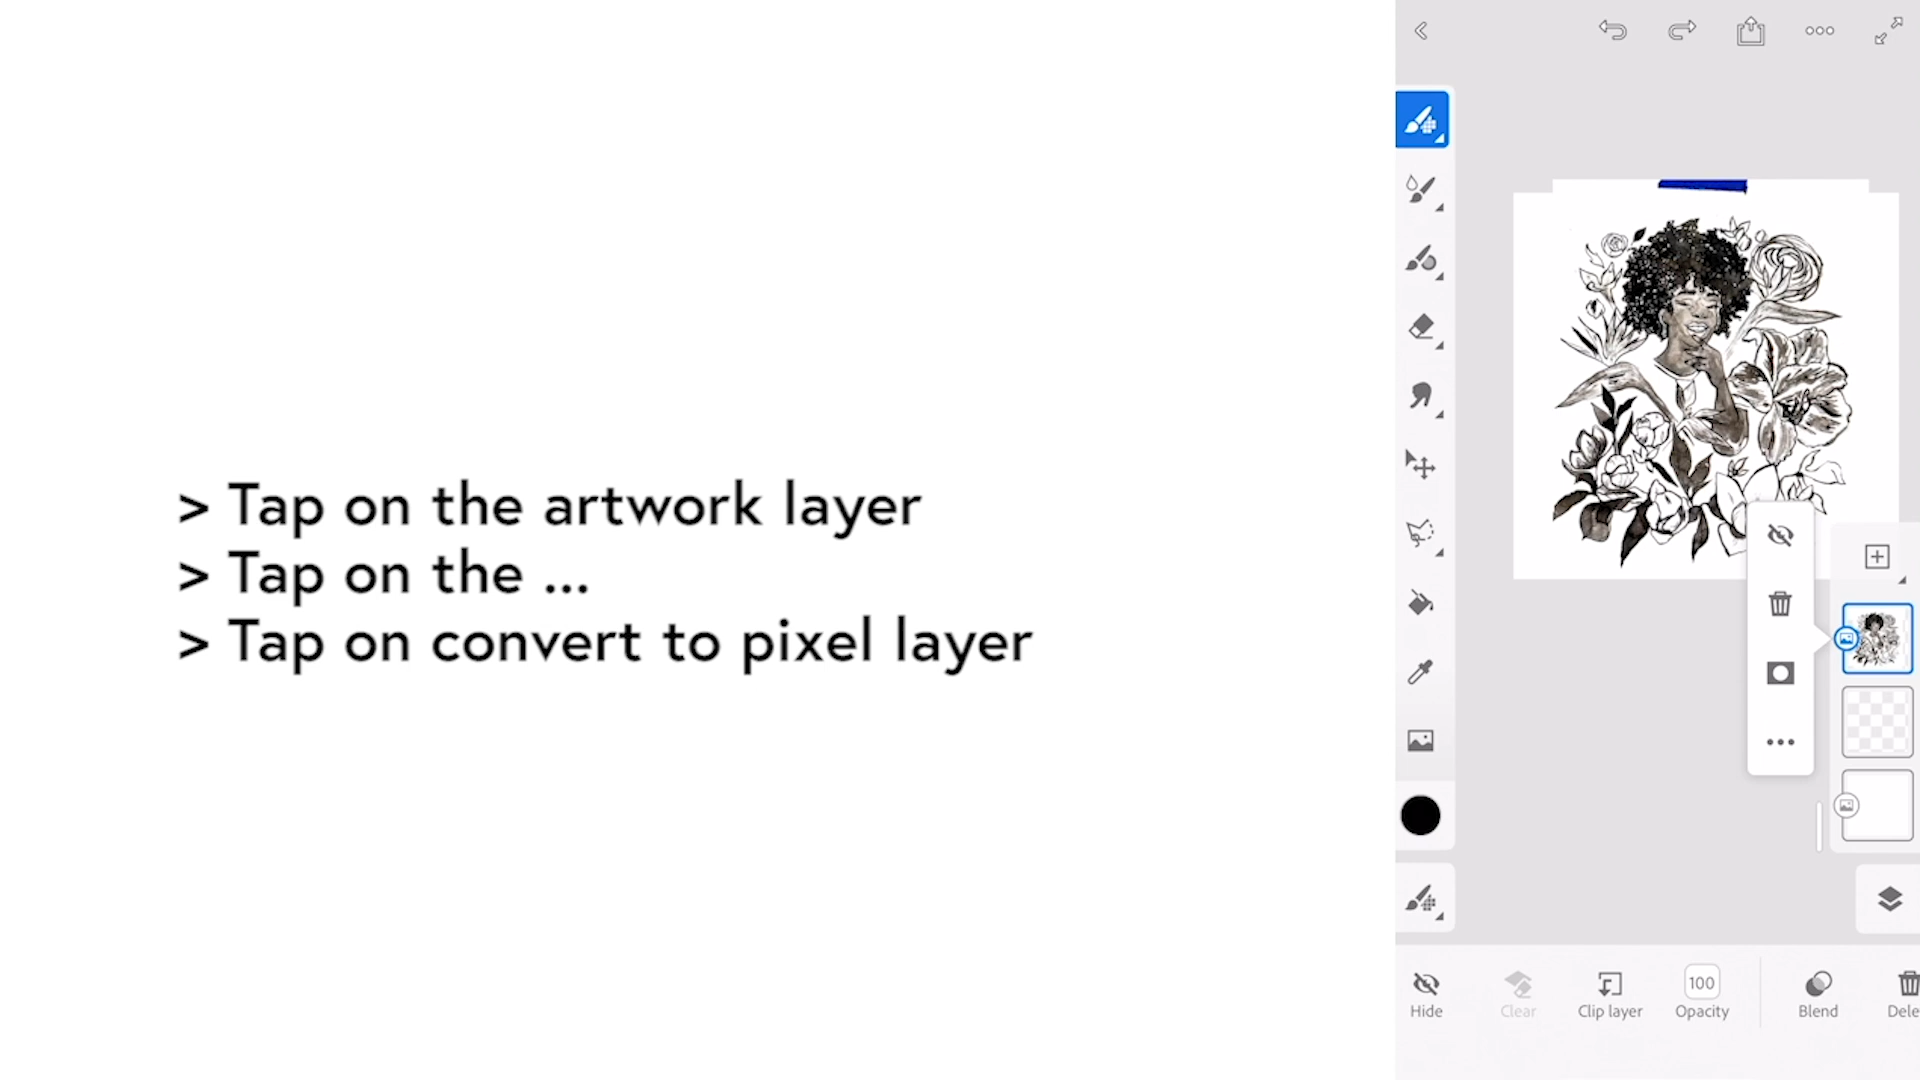 > Tap on the artwork layer
> Tap on the ...
> Tap on convert to pixel layer
Hide
Clear
Clip layer
100
Opacity
Blend
Dele